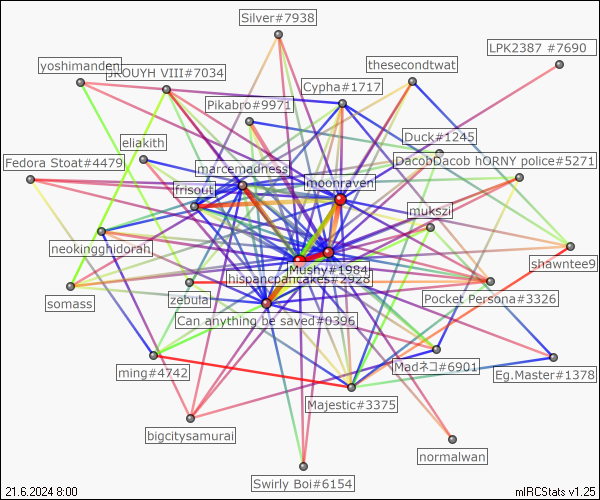 Silver#7938
LPK2387 #7690
thesecondtwat
yoshimanden
JKOUYH VIII#7034
Cypha#1717
Pikabro#9971
Duck#1245
eliakith
Fedora Stoat#4479
marcemadness
DacobDacob hORNY police#5271
moonraven
frisout
mukszi
neokingghidorah
shawntee9
Mushy#1984
hispancpancakes#2928
somass
zebula
Pocket Persona#3326
Can anything be saved#0396
ming#4742
Madネコ#6901
Eg.Master#1378
Majestic#3375
bigcitysamurai
normalwan
Swirly Boi#6154
21.6.2024 8:00
mIRCStats v1.25